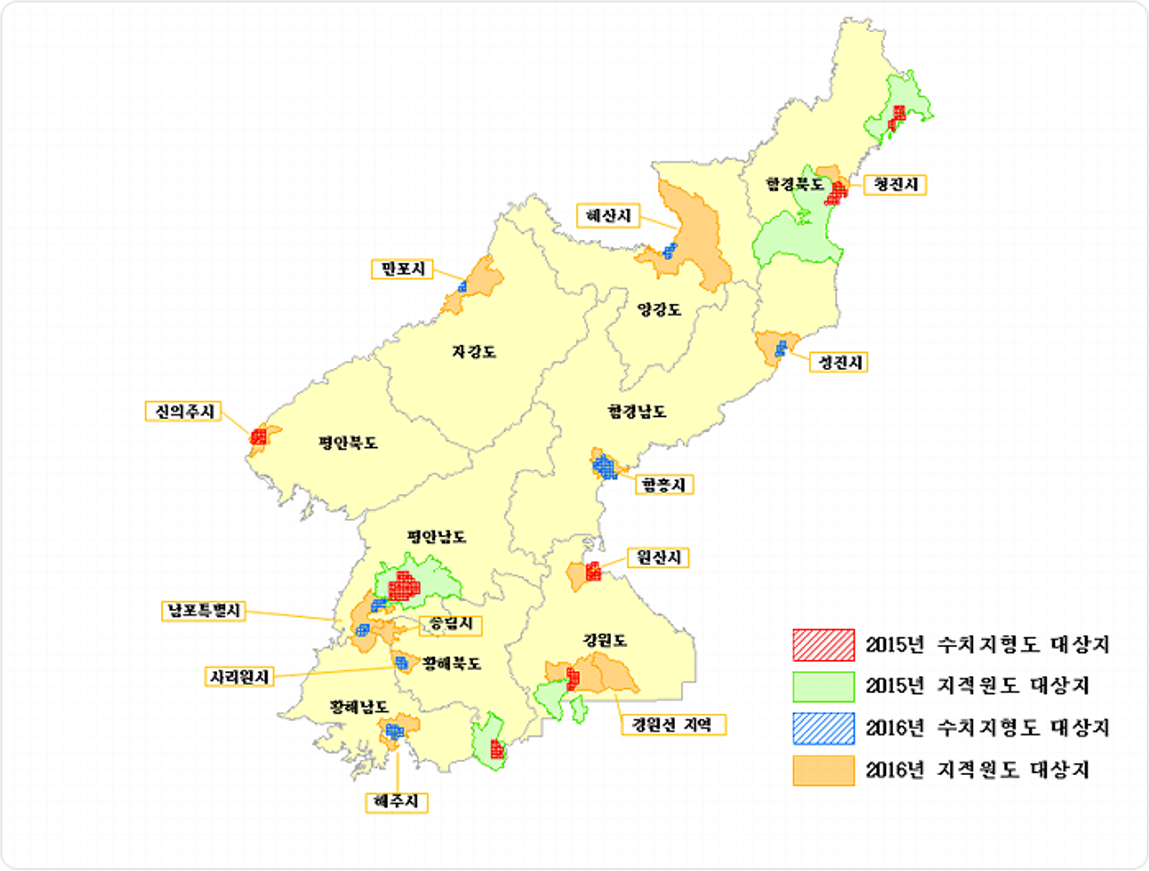 함경북도
청진시
혜산시
만포시
양강도
자강도
성진시
신의주시
함경남도
평안북도
함흥시
평안남도
원산시
남포특별시
송림시
강원도
황해북도
사리원시
황해남도
경원선 지역
해주시
2015년 수치지형도 대상지
2015년 지적원도 대상지
2016년 수치지형도 대상지
2016년 지적원도 대상지